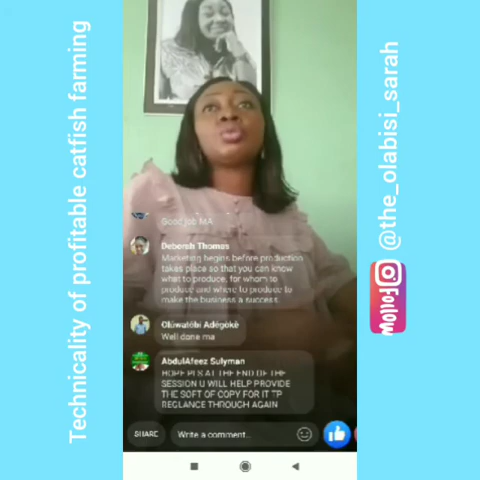 Technicality of profitable catfish farming
Good job MA
Deborah Thomas
Marketing begins before production
takes place so that you can know
what to produce, for whom to
produce and where to produce to
make the business a success.
Olúwatóbi Adégókè
Well done ma
AbdulAfeez Sulyman
HOPE PLS AT THE END OF THE
SESSION U WILL HELP PROVIDE
THE SOFT OF COPY FOR IT TP
REGLANCE THROUGH AGAIN
SHARE
Write a comment...
@the_olabisi_sarah
Follow